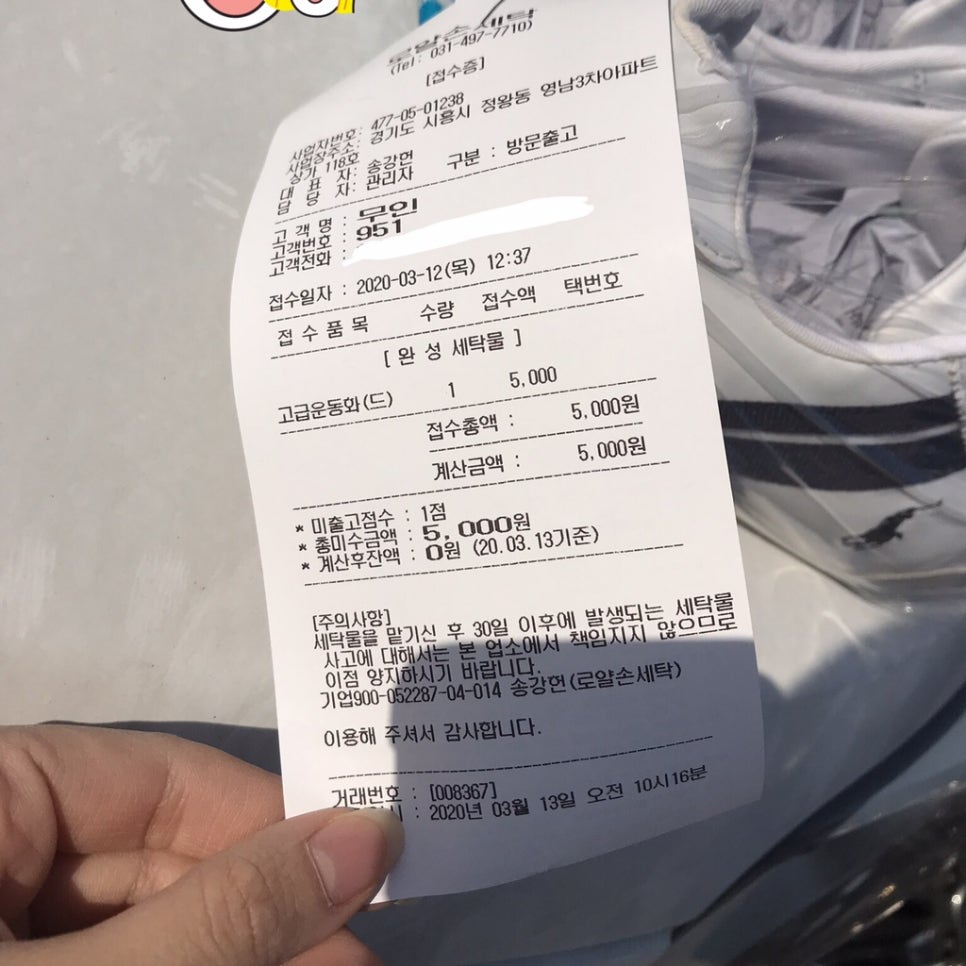 로얄손세탁
(Tel: 031-497-7710)
[접수증]
사업자번호: 477-05-01238
사업장주소: 경기도 시흥시 정왕동 영남3차아파트
상가 118호
대 표 자: 송강헌 구분 : 방문출고
담 당 자: 관리자
고 객 명 : 무인
고객번호 : 951
고객전화 :
접수일자 : 2020-03-12(목) 12:37
접 수 품 목 수량 접수액 택번호
[ 완 성 세탁물 ]
고급운동화(드) 1 5,000
접수총액 : 5,000원
계산금액 : 5,000원
* 미출고점수 : 1점
* 총미수금액 : 5,000원
* 계산후잔액 : 0원 (20.03.13기준)
[주의사항]
세탁물을 맡기신 후 30일 이후에 발생되는 세탁물
사고에 대해서는 본 업소에서 책임지지 않으므로
이점 양지하시기 바랍니다.
기업900-052287-04-014 송강헌(로얄손세탁)
이용해 주셔서 감사합니다.
거래번호 : [008367]
: 2020년 03월 13일 오전 10시16분